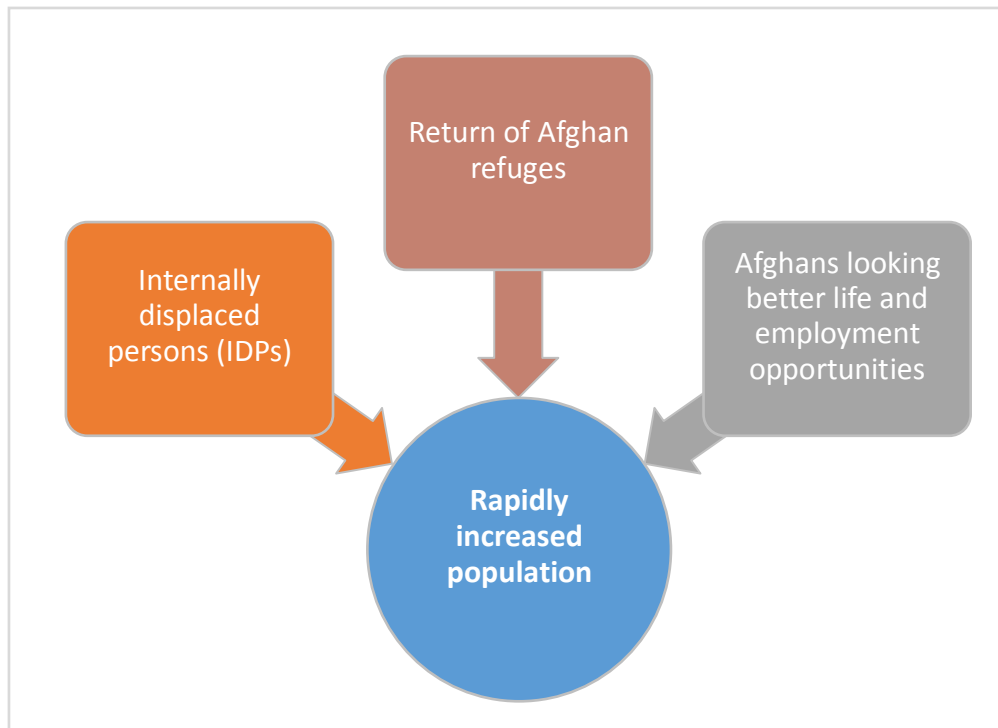 Return of Afghan
refuges
Internally
displaced
persons (IDPs)
Afghans looking
better life and
employment
opportunities
Rapidly
increased
population